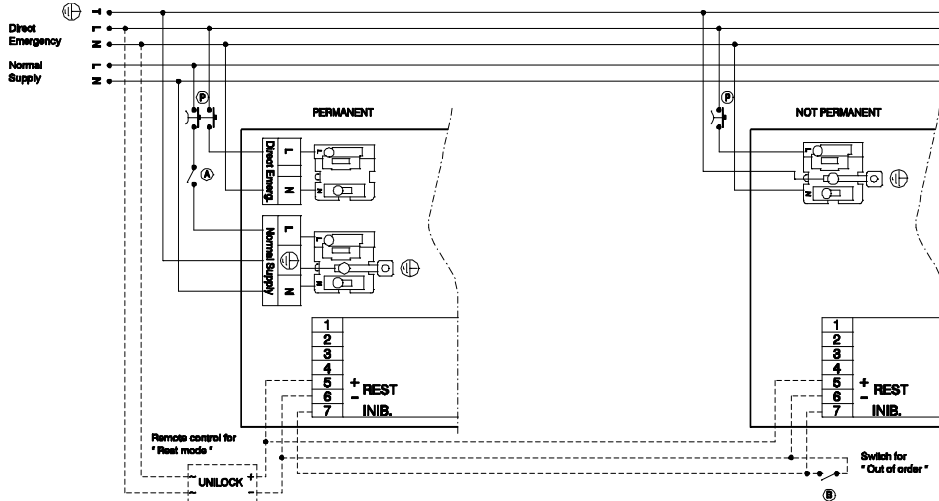 T
Direct
Emergency
L
N
Normal
Supply
L
N
P
P
PERMANENT
NOT PERMANENT
A
Direct Emerg.
L
N
L
N
L
N
Normal Supply
L
N
L
N
1
2
3
4
5 + REST
6 -
7 INIB.
1
2
3
4
5 + REST
6 -
7 INIB.
Remote control for
" Rest mode "
~ UNILOCK +
~ -
Switch for
" Out of order "
B